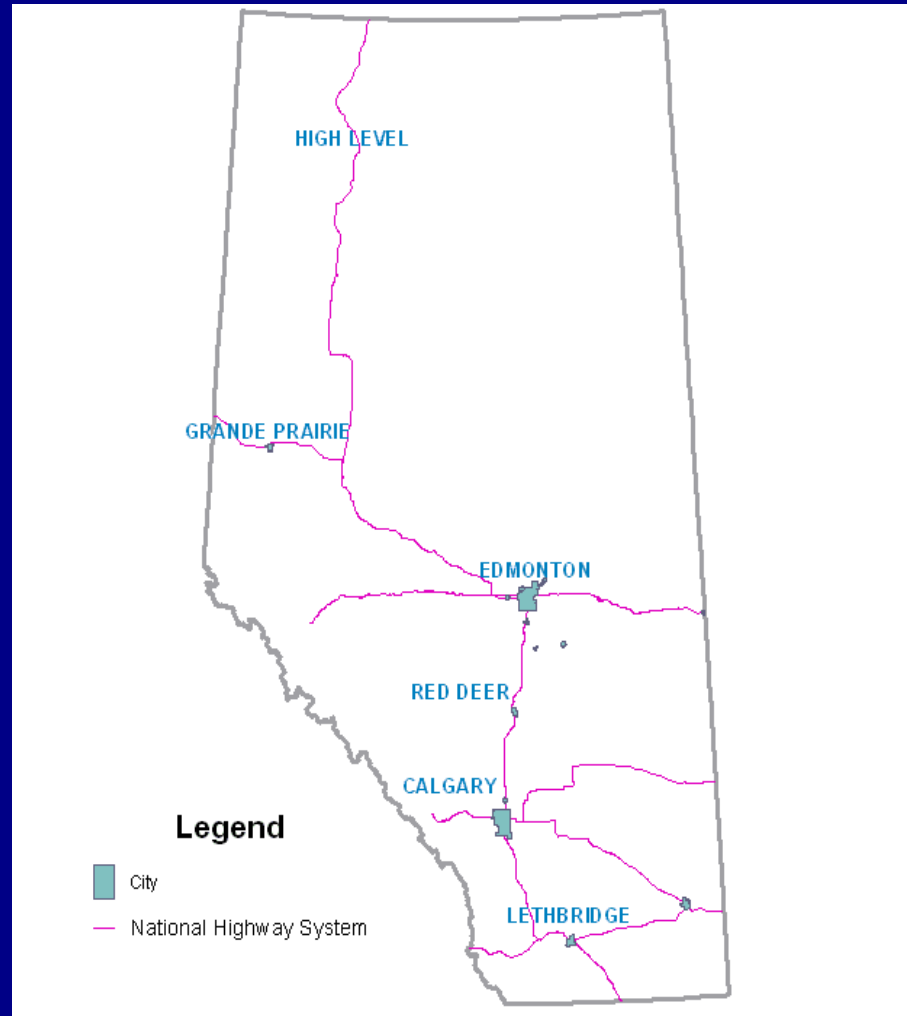 HIGH LEVEL
GRANDE PRAIRIE
EDMONTON
RED DEER
CALGARY
Legend
City
LETHBRIDGE
National Highway System